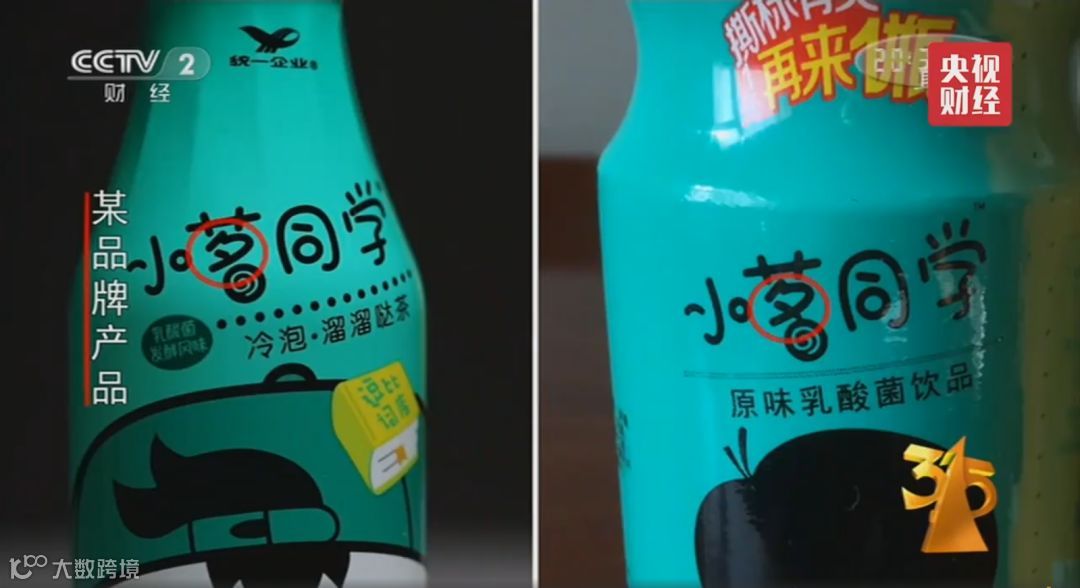 CCTV 2
财 经
统一企业®
央视
财经
撕标有奖
再来1瓶
某品牌产品
小茗同学
乳酸菌
发酵风味
冷泡·溜溜哒茶
逗比
小茗同学™
原味乳酸菌饮品
315
大数跨境